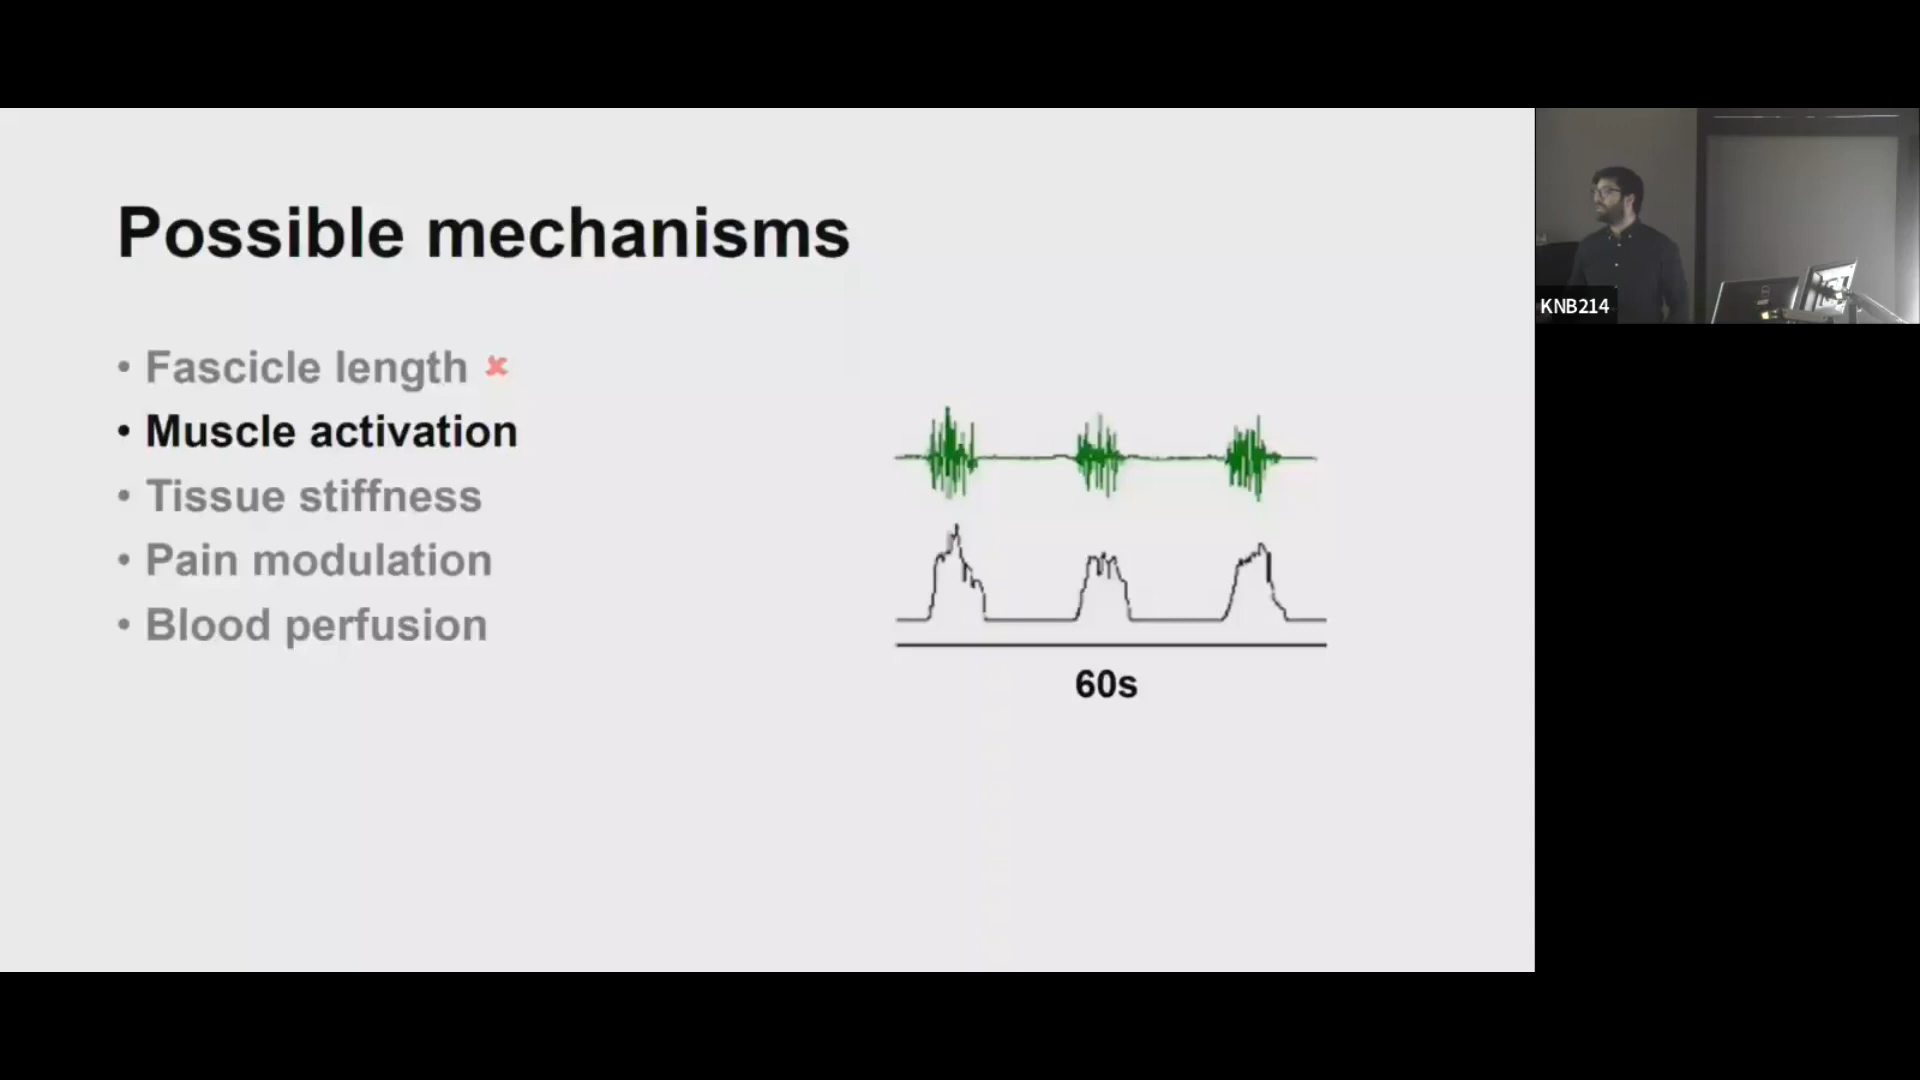 Possible mechanisms
• Fascicle length ✘
• Muscle activation
• Tissue stiffness
• Pain modulation
• Blood perfusion
60s
KNB214